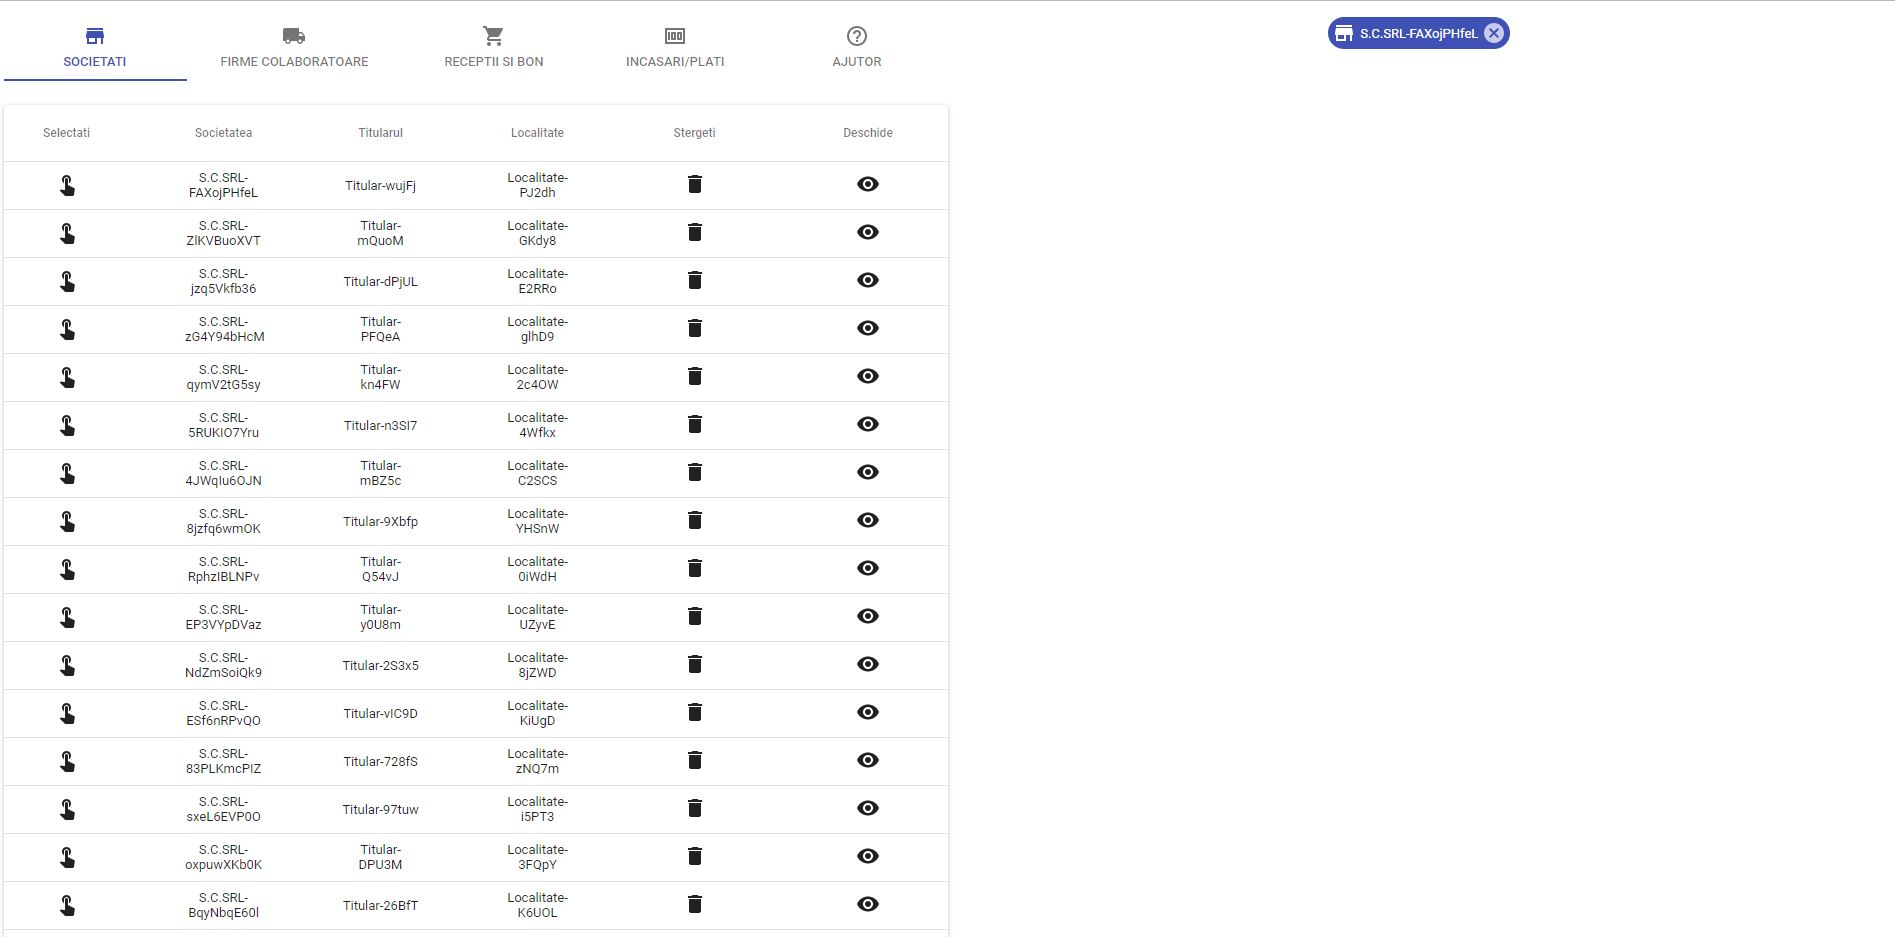 SOCIETATI FIRME COLABORATOARE RECEPTII SI BON INCASARI/PLATI AJUTOR
S.C.SRL-FAXojPHfeL
Selectati Societatea Titularul Localitate Stergeti Deschide
S.C.SRL-
FAXojPHfeL
Titular-wujFj
Localitate-
PJ2dh
S.C.SRL-
ZlKVBuoXVT
Titular-
mQuoM
Localitate-
GKdy8
S.C.SRL-
jzq5Vkfb36
Titular-dPjUL
Localitate-
E2RRo
S.C.SRL-
zG4Y94bHcM
Titular-
PFQeA
Localitate-
glhD9
S.C.SRL-
qymV2tG5sy
Titular-
kn4FW
Localitate-
2c4OW
S.C.SRL-
5RUKIO7Yru
Titular-n3SI7
Localitate-
4Wfkx
S.C.SRL-
4JWqIu6OJN
Titular-
mBZ5c
Localitate-
C2SCS
S.C.SRL-
8jzfq6wmOK
Titular-9Xbfp
Localitate-
YHSnW
S.C.SRL-
RphzIBLNPv
Titular-
Q54vJ
Localitate-
0iWdH
S.C.SRL-
EP3VYpDVaz
Titular-
y0U8m
Localitate-
UZyvE
S.C.SRL-
NdZmSoiQk9
Titular-2S3x5
Localitate-
8jZWD
S.C.SRL-
ESf6nRPvQO
Titular-vIC9D
Localitate-
KiUgD
S.C.SRL-
83PLKmcPIZ
Titular-728fS
Localitate-
zNQ7m
S.C.SRL-
sxeL6EVP0O
Titular-97tuw
Localitate-
i5PT3
S.C.SRL-
oxpuwXKb0K
Titular-
DPU3M
Localitate-
3FQpY
S.C.SRL-
BqyNbqE60l
Titular-26BfT
Localitate-
K6UOL